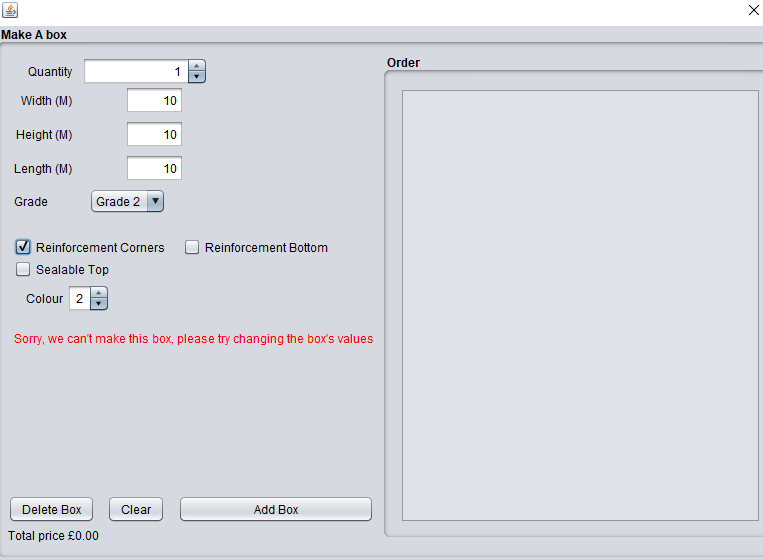 Make A box
Quantity 1
Width (M) 10
Height (M) 10
Length (M) 10
Grade Grade 2
Reinforcement Corners Reinforcement Bottom
Sealable Top
Colour 2
Sorry, we can't make this box, please try changing the box's values
Delete Box Clear Add Box
Total price £0.00
Order